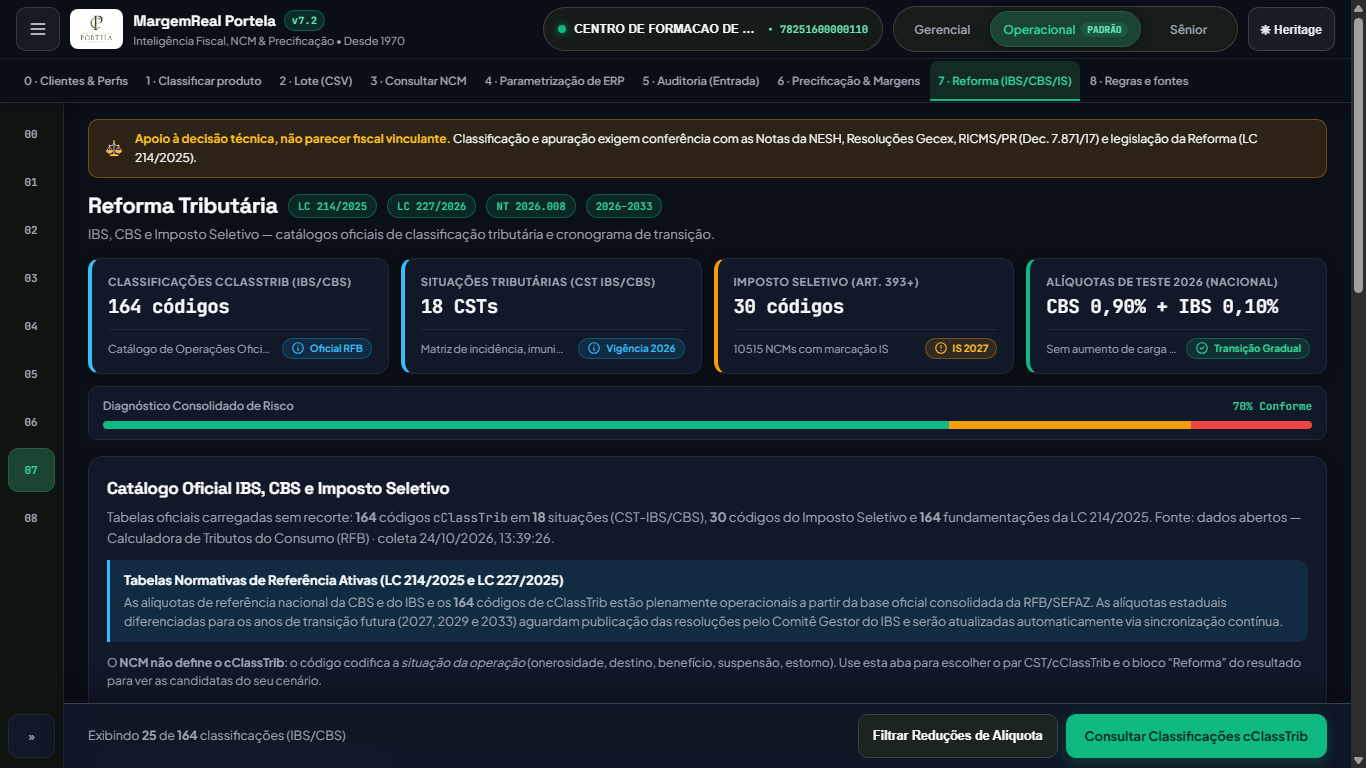 PORTELA
MargemReal Portela v7.2
Inteligência Fiscal, NCM & Precificação • Desde 1970
CENTRO DE FORMACAO DE ... • 78251600000110
Gerencial
Operacional PADRÃO
Sênior
Heritage
0 · Clientes & Perfis
1 · Classificar produto
2 · Lote (CSV)
3 · Consultar NCM
4 · Parametrização de ERP
5 · Auditoria (Entrada)
6 · Precificação & Margens
7 · Reforma (IBS/CBS/IS)
8 · Regras e fontes
00
01
02
03
04
05
06
07
08
»
Apoio à decisão técnica, não parecer fiscal vinculante. Classificação e apuração exigem conferência com as Notas da NESH, Resoluções Gecex, RICMS/PR (Dec. 7.871/17) e legislação da Reforma (LC
214/2025).
Reforma Tributária LC 214/2025 LC 227/2026 NT 2026.008 2026–2033
IBS, CBS e Imposto Seletivo — catálogos oficiais de classificação tributária e cronograma de transição.
CLASSIFICAÇÕES CCLASSTRIB (IBS/CBS)
164 códigos
Catálogo de Operações Ofici... Oficial RFB
SITUAÇÕES TRIBUTÁRIAS (CST IBS/CBS)
18 CSTs
Matriz de incidência, imuni... Vigência 2026
IMPOSTO SELETIVO (ART. 393+)
30 códigos
10515 NCMs com marcação IS IS 2027
ALÍQUOTAS DE TESTE 2026 (NACIONAL)
CBS 0,90% + IBS 0,10%
Sem aumento de carga ... Transição Gradual
Diagnóstico Consolidado de Risco 70% Conforme
Catálogo Oficial IBS, CBS e Imposto Seletivo
Tabelas oficiais carregadas sem recorte: 164 códigos cClassTrib em 18 situações (CST-IBS/CBS), 30 códigos do Imposto Seletivo e 164 fundamentações da LC 214/2025. Fonte: dados abertos —
Calculadora de Tributos do Consumo (RFB) · coleta 24/10/2026, 13:39:26.
Tabelas Normativas de Referência Ativas (LC 214/2025 e LC 227/2025)
As alíquotas de referência nacional da CBS e do IBS e os 164 códigos de cClassTrib estão plenamente operacionais a partir da base oficial consolidada da RFB/SEFAZ. As alíquotas estaduais
diferenciadas para os anos de transição futura (2027, 2029 e 2033) aguardam publicação das resoluções pelo Comitê Gestor do IBS e serão atualizadas automaticamente via sincronização contínua.
O NCM não define o cClassTrib: o código codifica a situação da operação (onerosidade, destino, benefício, suspensão, estorno). Use esta aba para escolher o par CST/cClassTrib e o bloco "Reforma" do resultado
para ver as candidatas do seu cenário.
Exibindo 25 de 164 classificações (IBS/CBS)
Filtrar Reduções de Alíquota
Consultar Classificações cClassTrib